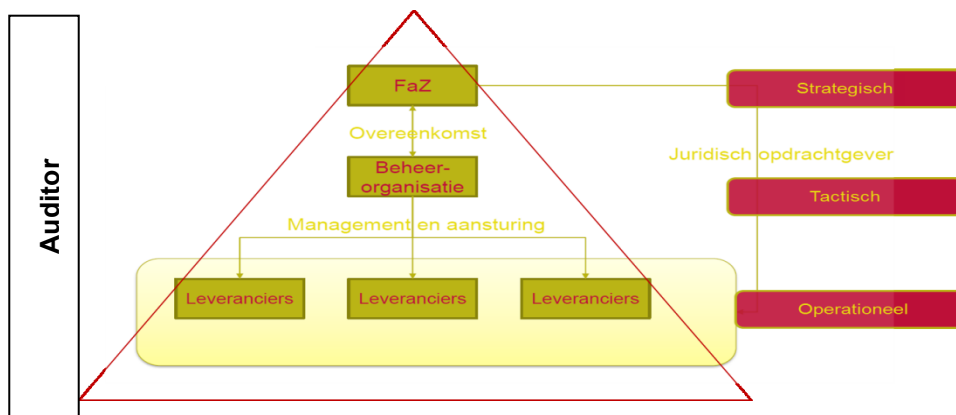 Auditor
FaZ
Strategisch
Overeenkomst
Juridisch opdrachtgever
Beheer-
organisatie
Tactisch
Management en aansturing
Leveranciers
Leveranciers
Leveranciers
Operationeel